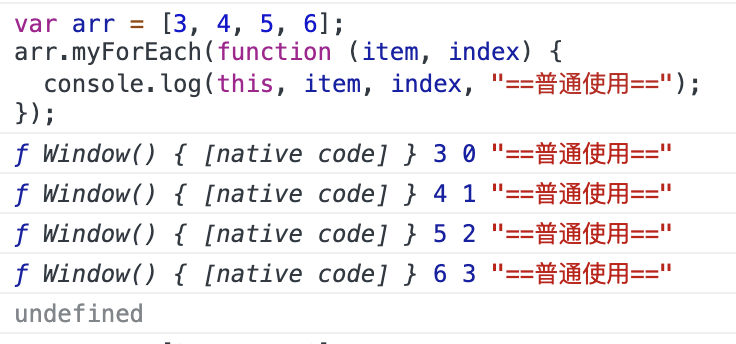 var arr = [3, 4, 5, 6];
arr.myForEach(function (item, index) {
  console.log(this, item, index, "==普通使用==");
});
ƒ Window() { [native code] } 3 0 "==普通使用=="
ƒ Window() { [native code] } 4 1 "==普通使用=="
ƒ Window() { [native code] } 5 2 "==普通使用=="
ƒ Window() { [native code] } 6 3 "==普通使用=="
undefined